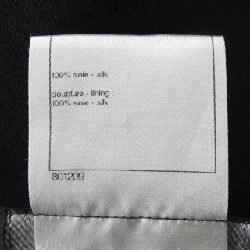 100% soie - silk
doublure - lining :
100% soie - silk
801209